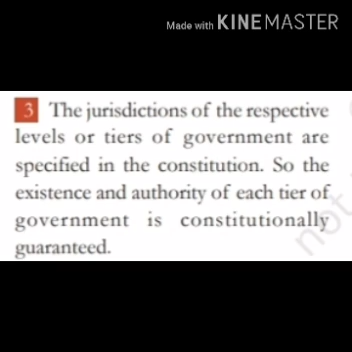 Made with KINEMASTER
3 The jurisdictions of the respective
levels or tiers of government are
specified in the constitution. So the
existence and authority of each tier of
government is constitutionally
guaranteed.
not